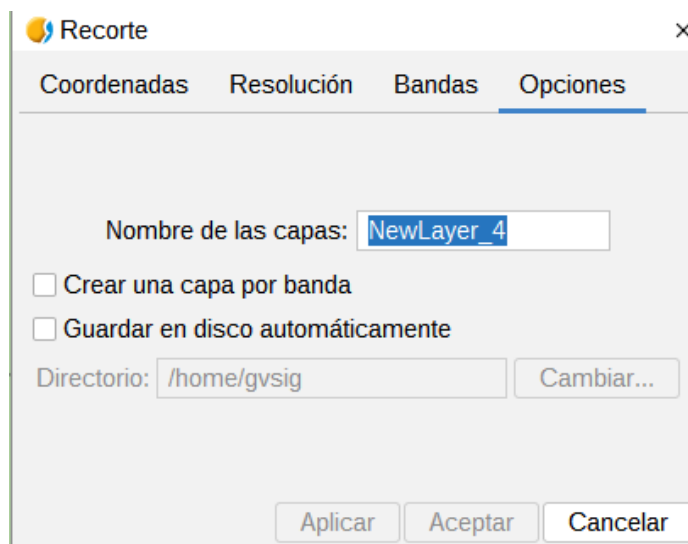 Recorte
Coordenadas Resolución Bandas Opciones
Nombre de las capas: NewLayer_4
Crear una capa por banda
Guardar en disco automáticamente
Directorio: /home/gvsig Cambiar...
Aplicar Aceptar Cancelar